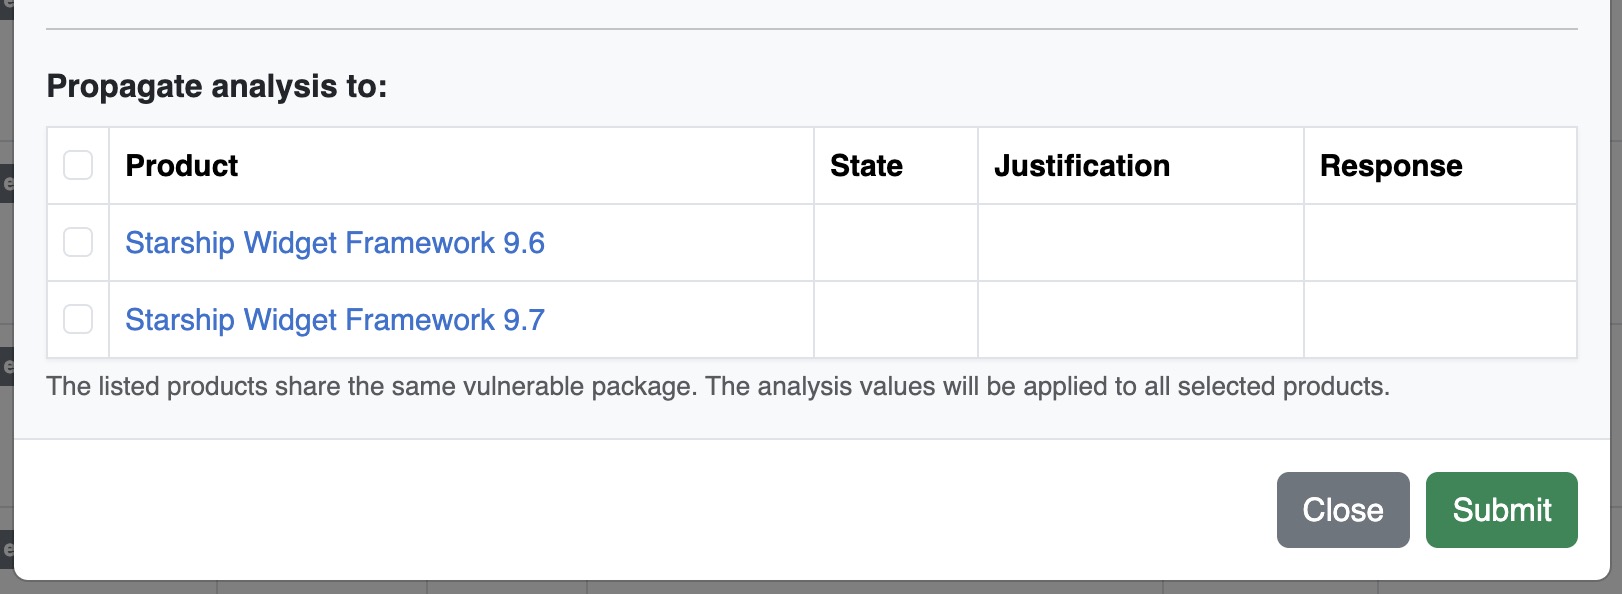 Propagate analysis to:
Product State Justification Response
Starship Widget Framework 9.6
Starship Widget Framework 9.7
The listed products share the same vulnerable package. The analysis values will be applied to all selected products.
Close Submit